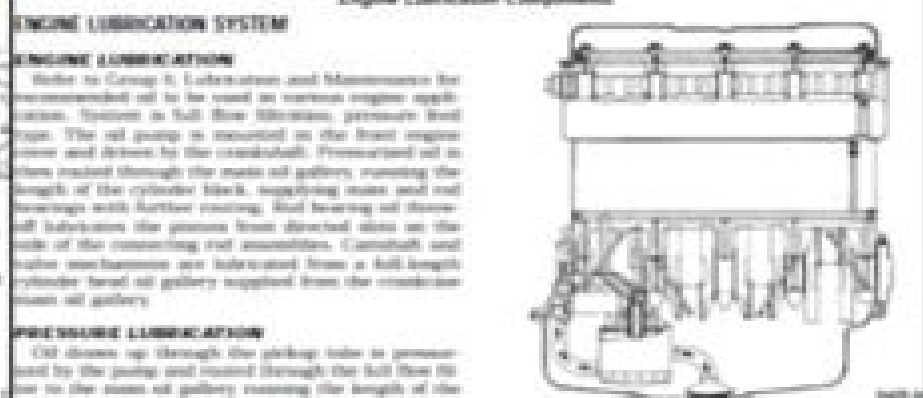 Engine Lubrication Components
ENGINE LUBRICATION SYSTEM
ENGINE LUBRICATION
Refer to Group 0, Lubrication and Maintenance for
recommended oil to be used in various engine appli-
cation. System is full flow filtration, pressure feed
type. The oil pump is mounted in the front engine
cover and driven by the crankshaft. Pressurized oil is
then routed through the main oil gallery, running the
length of the cylinder block, supplying main and rod
bearings with further routing. Rod bearing oil throw-
off lubricates the pistons from directed slots on the
side of the connecting rod assemblies. Camshaft and
valve mechanisms are lubricated from a full-length
cylinder head oil gallery supplied from the crankcase
main oil gallery.
PRESSURE LUBRICATION
Oil drawn up through the pickup tube is pressur-
ized by the pump and routed through the full flow fil-
ter to the main oil gallery running the length of the